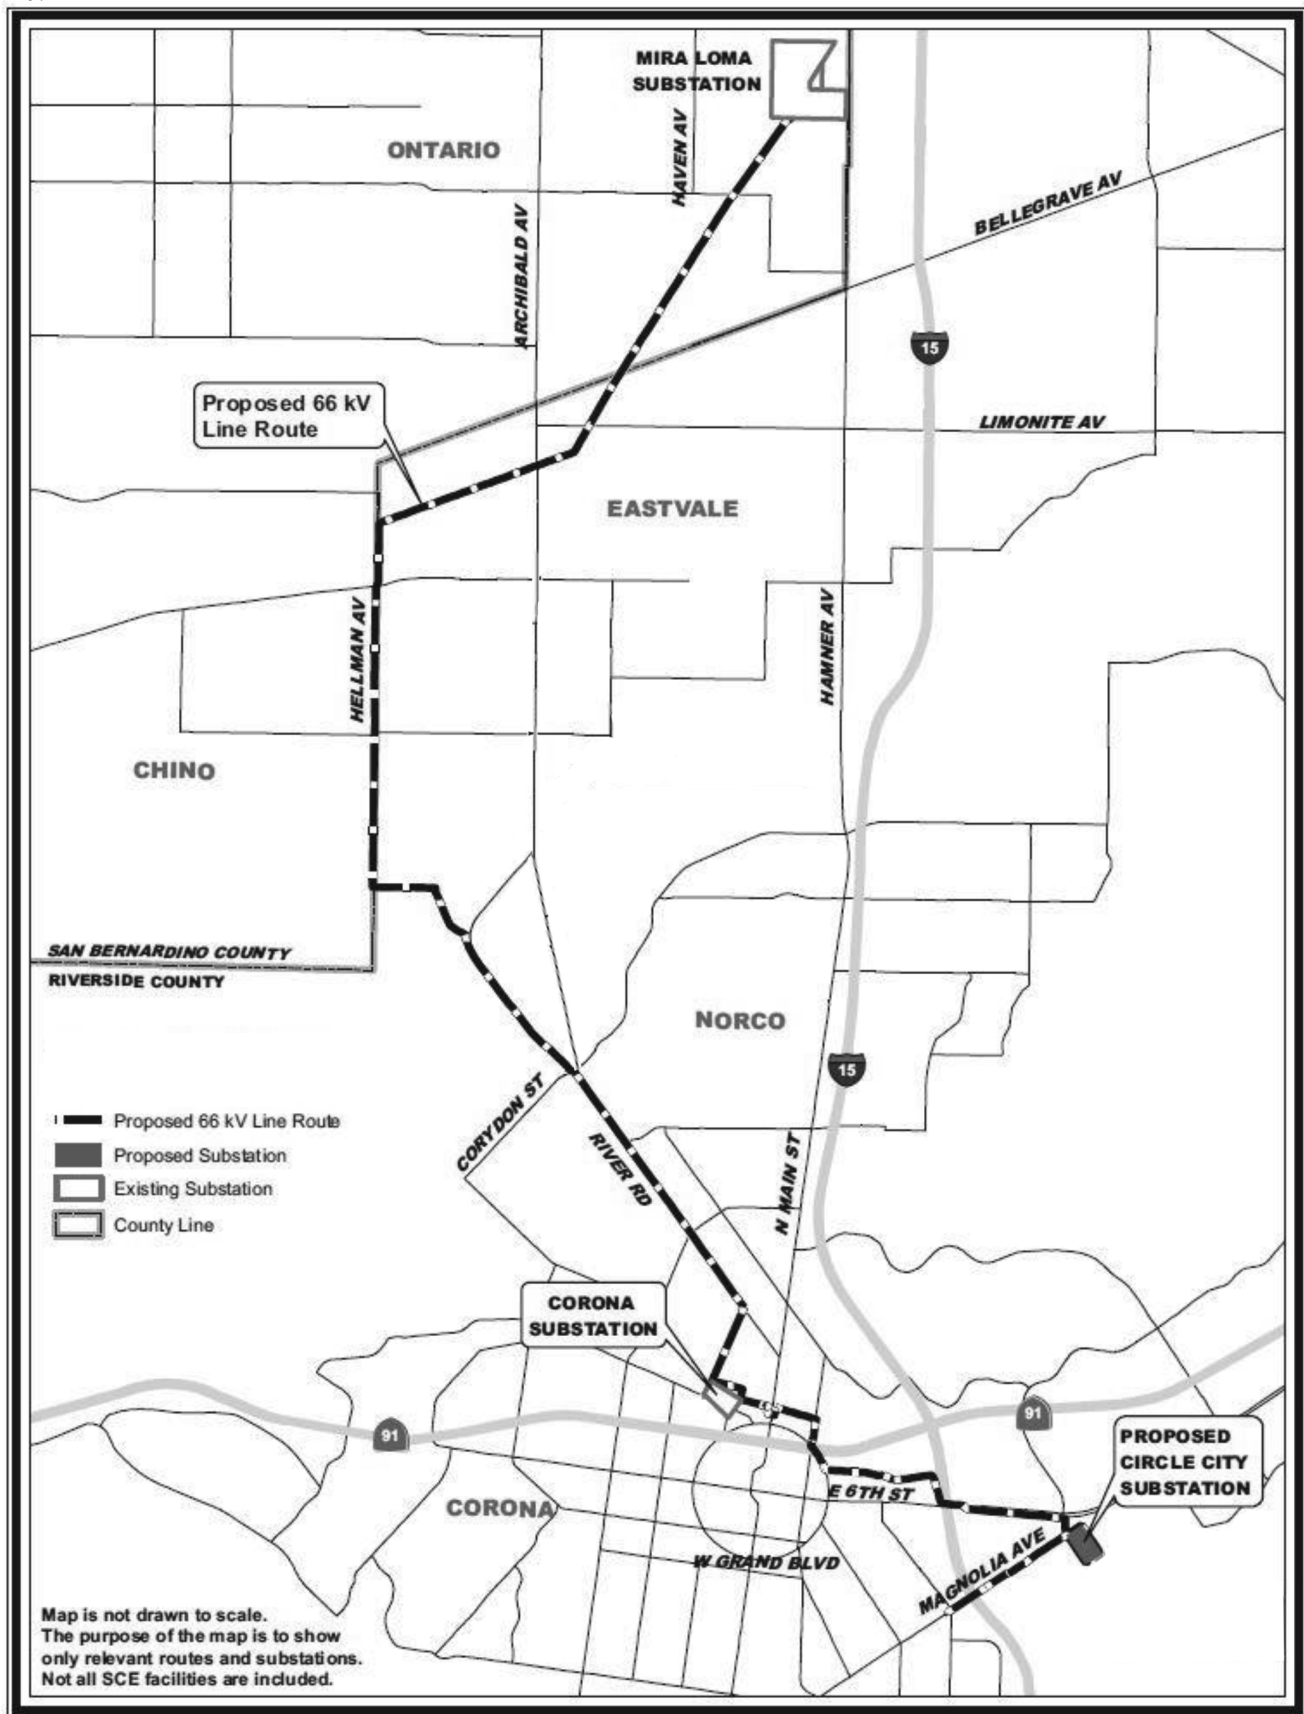 MIRA LOMA
SUBSTATION
ONTARIO
HAVEN AV
ARCHIBALD AV
BELLEGRAVE AV
15
Proposed 66 kV
Line Route
LIMONITE AV
EASTVALE
HELLMAN AV
HAMNER AV
CHINO
SAN BERNARDINO COUNTY
RIVERSIDE COUNTY
NORCO
15
CORYDON ST
RIVER RD
N MAIN ST
Proposed 66 kV Line Route
Proposed Substation
Existing Substation
County Line
CORONA
SUBSTATION
91
91
PROPOSED
CIRCLE CITY
SUBSTATION
E 6TH ST
CORONA
W GRAND BLVD
MAGNOLIA AVE
Map is not drawn to scale.
The purpose of the map is to show
only relevant routes and substations.
Not all SCE facilities are included.